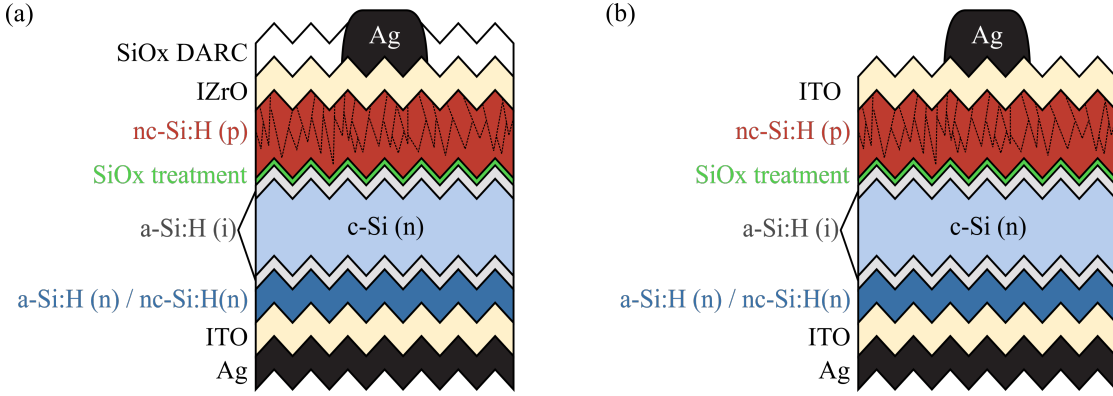 (a)
Ag
SiOx DARC
IZrO
nc-Si:H (p)
SiOx treatment
a-Si:H (i)
c-Si (n)
a-Si:H (n) / nc-Si:H(n)
ITO
Ag
(b)
Ag
ITO
nc-Si:H (p)
SiOx treatment
a-Si:H (i)
c-Si (n)
a-Si:H (n) / nc-Si:H(n)
ITO
Ag